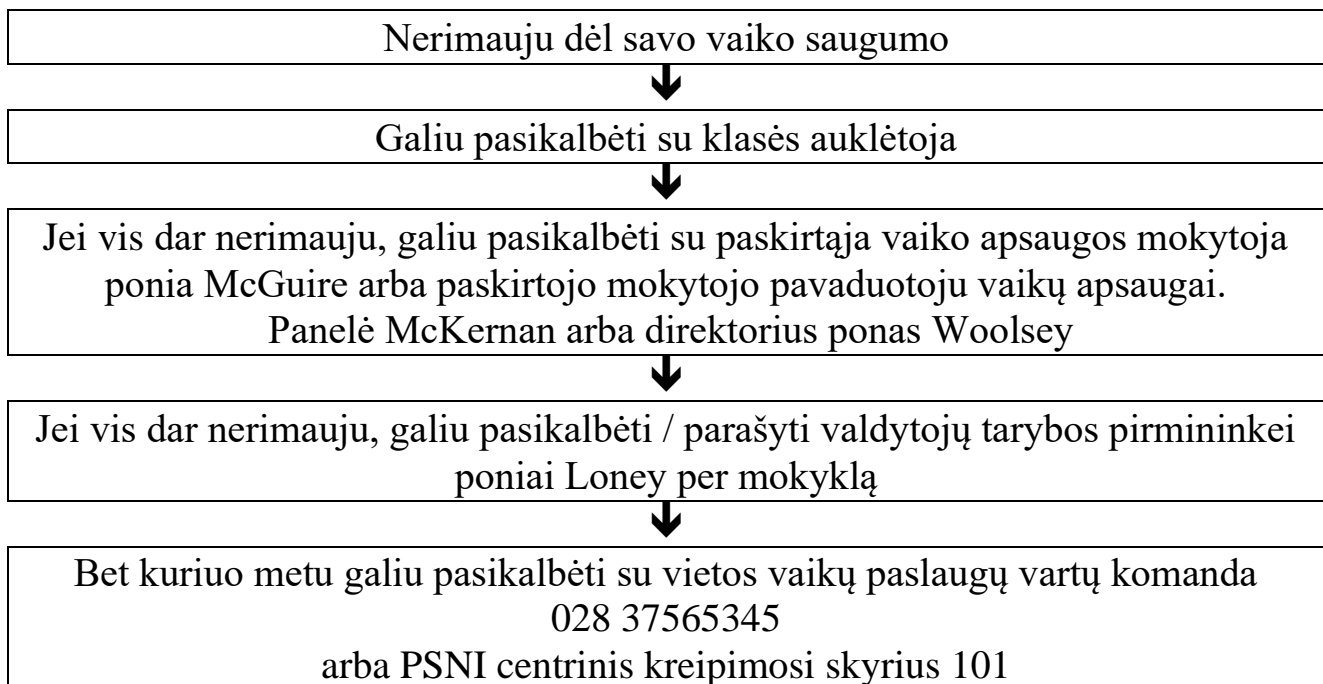 Nerimauju dėl savo vaiko saugumo
Galiu pasikalbėti su klasės auklėtoja
Jei vis dar nerimauju, galiu pasikalbėti su paskirtąja vaiko apsaugos mokytoja
ponia McGuire arba paskirtojo mokytojo pavaduotoju vaikų apsaugai.
Panelė McKernan arba direktorius ponas Woolsey
Jei vis dar nerimauju, galiu pasikalbėti / parašyti valdytojų tarybos pirmininkei
poniai Loney per mokyklą
Bet kuriuo metu galiu pasikalbėti su vietos vaikų paslaugų vartų komanda
028 37565345
arba PSNI centrinis kreipimosi skyrius 101